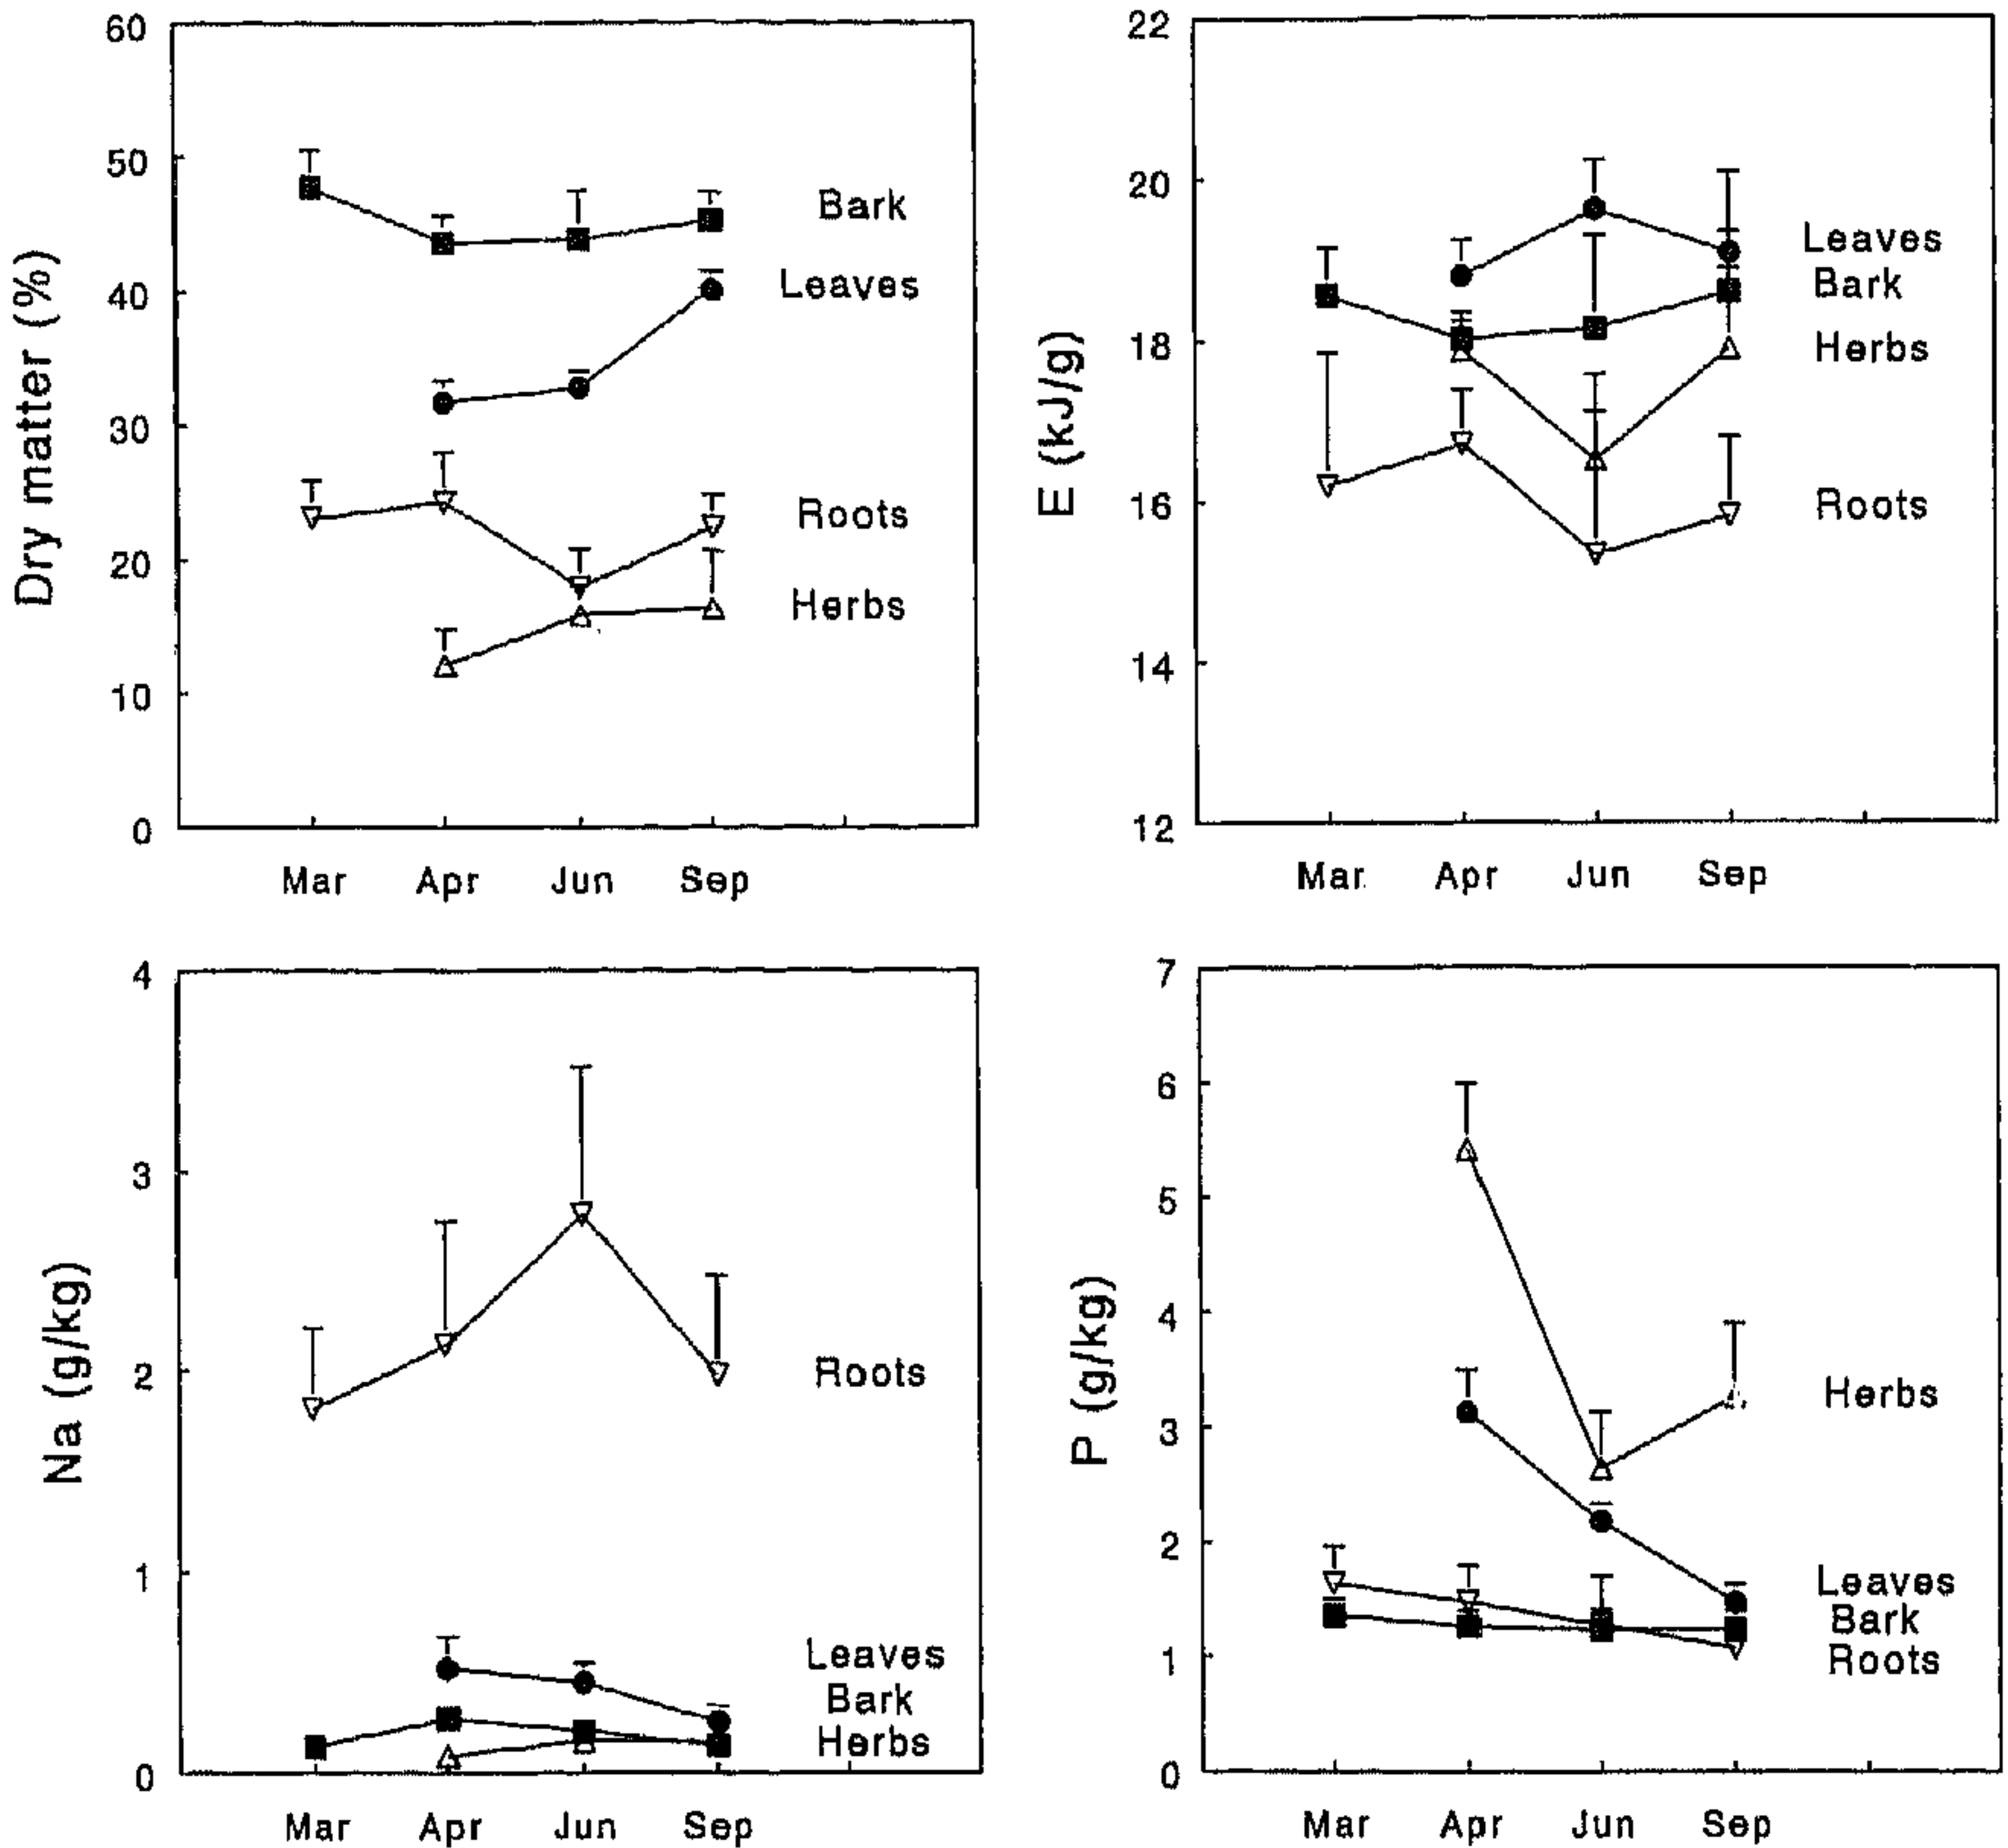 Dry matter (%)
60
50
40
30
20
10
0
Bark
Leaves
Roots
Herbs
Mar Apr Jun Sep
E (kJ/g)
22
20
18
16
14
12
Leaves
Bark
Herbs
Roots
Mar Apr Jun Sep
Na (g/kg)
4
3
2
1
0
Roots
Leaves
Bark
Herbs
Mar Apr Jun Sep
P (g/kg)
7
6
5
4
3
2
1
0
Herbs
Leaves
Bark
Roots
Mar Apr Jun Sep